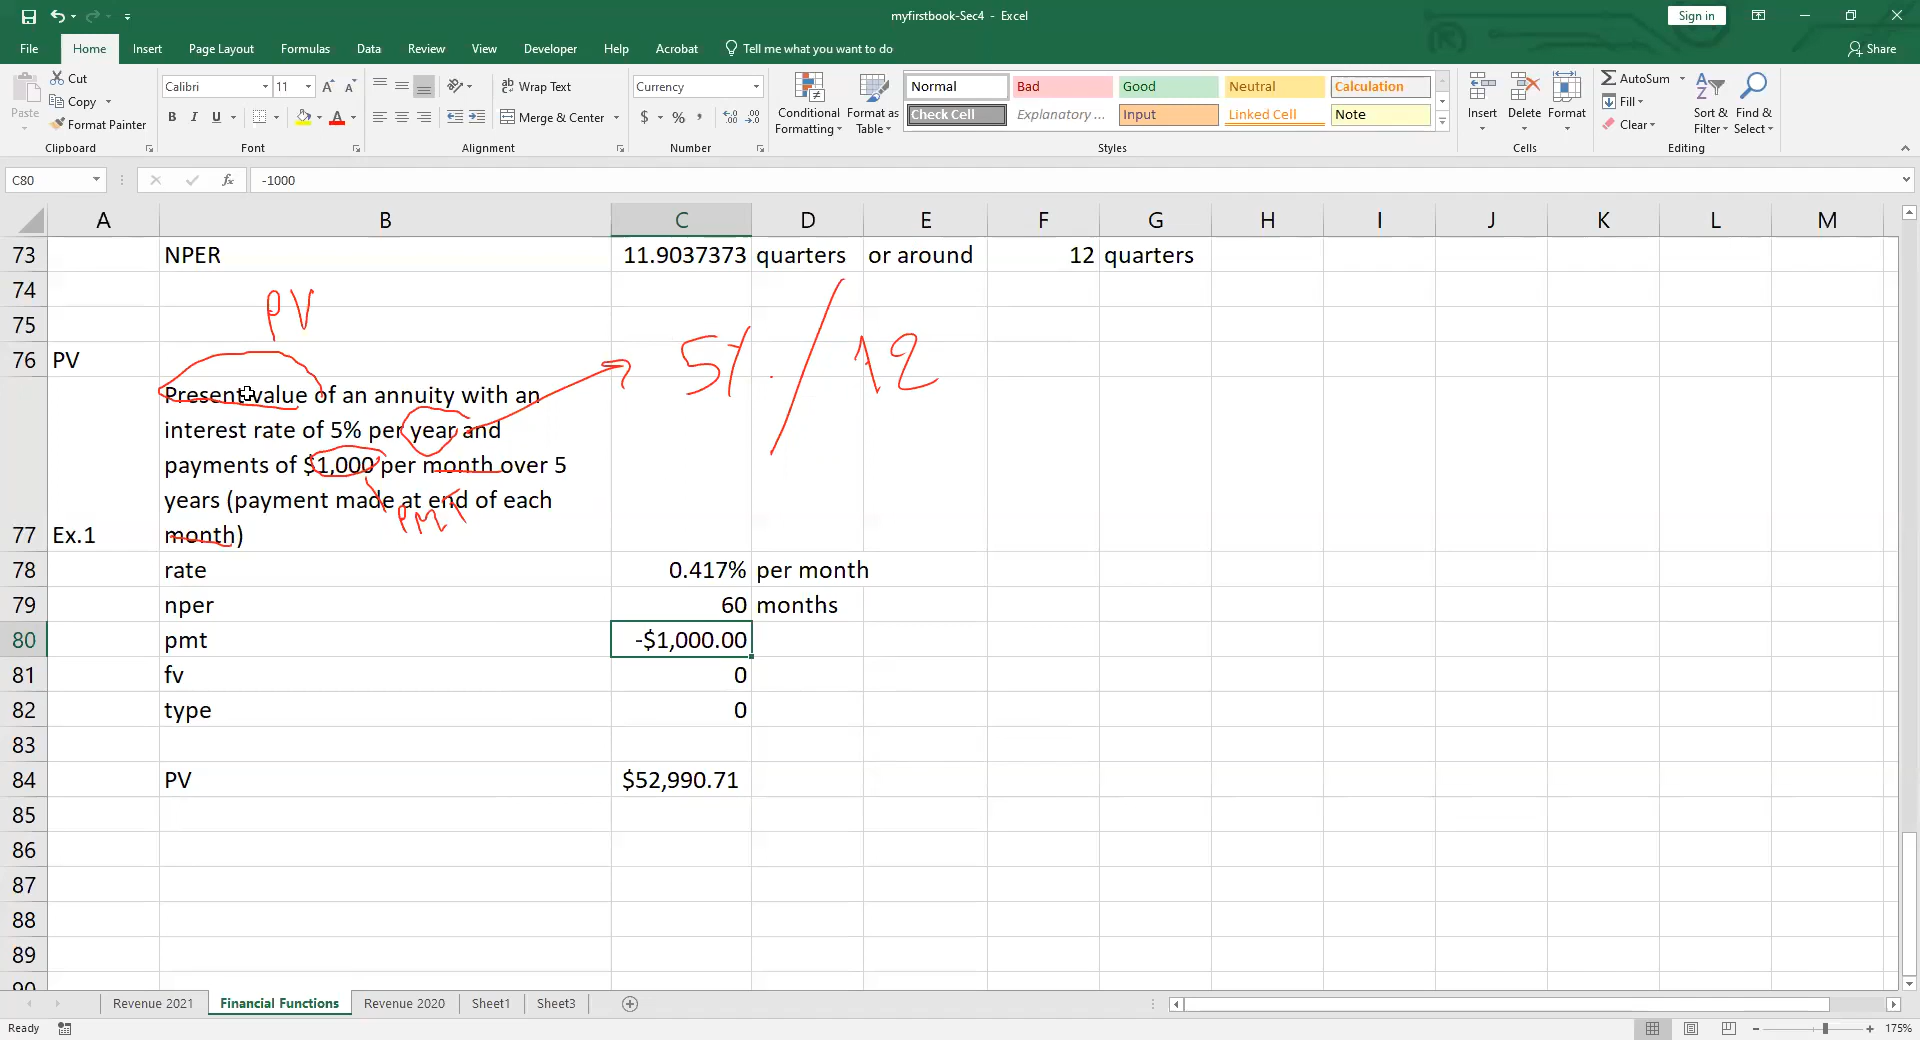 myfirstbook-Sec4 - Excel
Sign in
File Home Insert Page Layout Formulas Data Review View Developer Help Acrobat Tell me what you want to do Share
Cut
Copy
Format Painter
Paste
Clipboard
Calibri 11
B I U
Font
Wrap Text
Merge & Center
Alignment
Currency
$ % ,
Number
Conditional Formatting
Format as Table
Normal Bad Good Neutral Calculation
Check Cell Explanatory ... Input Linked Cell Note
Styles
Insert Delete Format
Cells
AutoSum
Fill
Clear
Sort & Filter
Find & Select
Editing
C80 fx -1000
A B C D E F G H I J K L M
73 NPER 11.9037373 quarters or around 12 quarters
74
PV
75
76 PV
5% / 12
Present value of an annuity with an
interest rate of 5% per year and
payments of $1,000 per month over 5
years (payment made at end of each
PMT
77 Ex.1 month)
78 rate 0.417% per month
79 nper 60 months
80 pmt -$1,000.00
81 fv 0
82 type 0
83
84 PV $52,990.71
85
86
87
88
89
90
Revenue 2021 Financial Functions Revenue 2020 Sheet1 Sheet3
Ready 175%